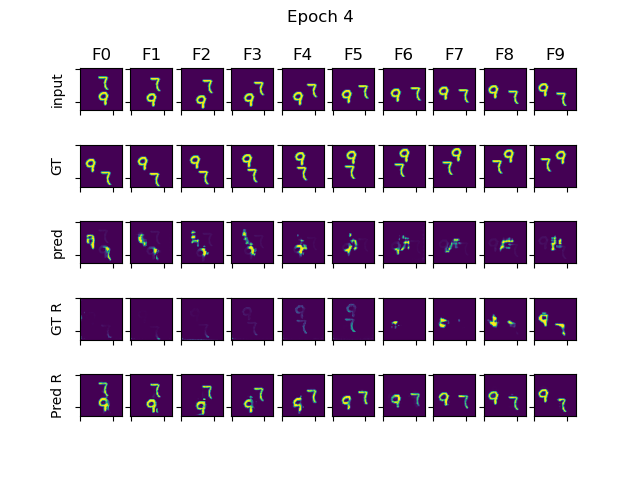 Epoch 4
F0 F1 F2 F3 F4 F5 F6 F7 F8 F9
input
GT
pred
GT R
Pred R